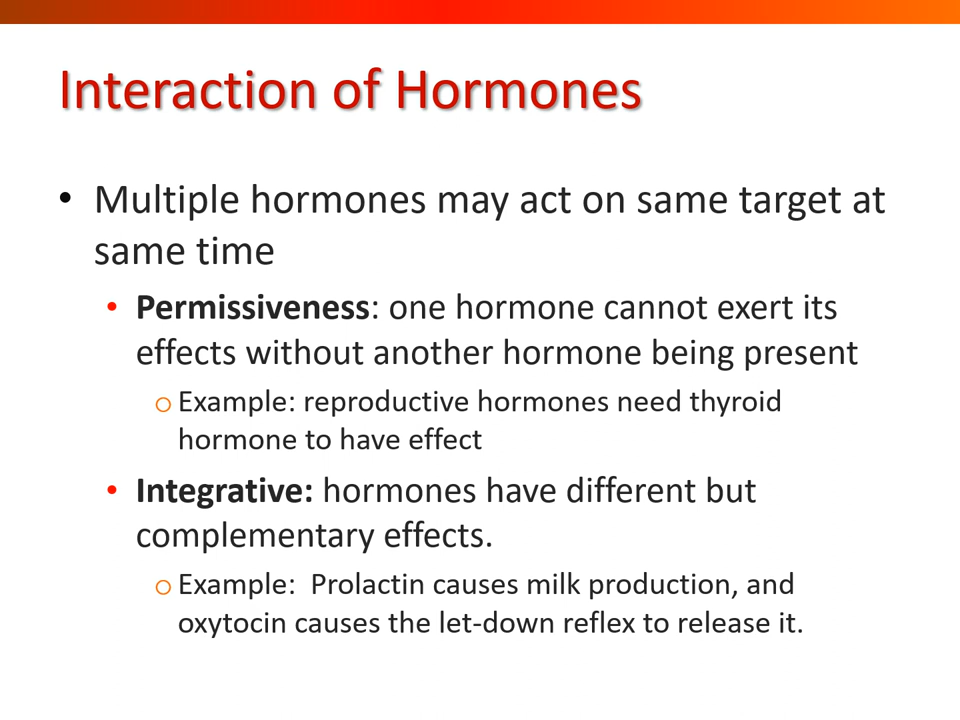 Interaction of Hormones
• Multiple hormones may act on same target at
same time
• Permissiveness: one hormone cannot exert its
effects without another hormone being present
o Example: reproductive hormones need thyroid
hormone to have effect
• Integrative: hormones have different but
complementary effects.
o Example:  Prolactin causes milk production, and
oxytocin causes the let-down reflex to release it.